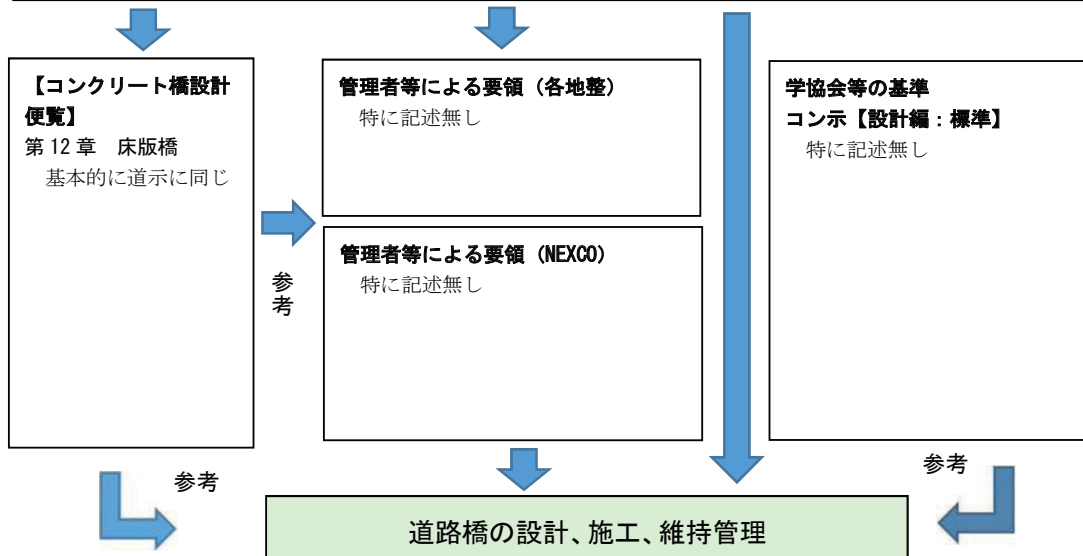 【コンクリート橋設計
便覧】
第 12 章 床版橋
基本的に道示に同じ
参考
管理者等による要領（各地整）
特に記述無し
管理者等による要領（NEXCO）
特に記述無し
学協会等の基準
コン示【設計編：標準】
特に記述無し
参考
参考
道路橋の設計、施工、維持管理